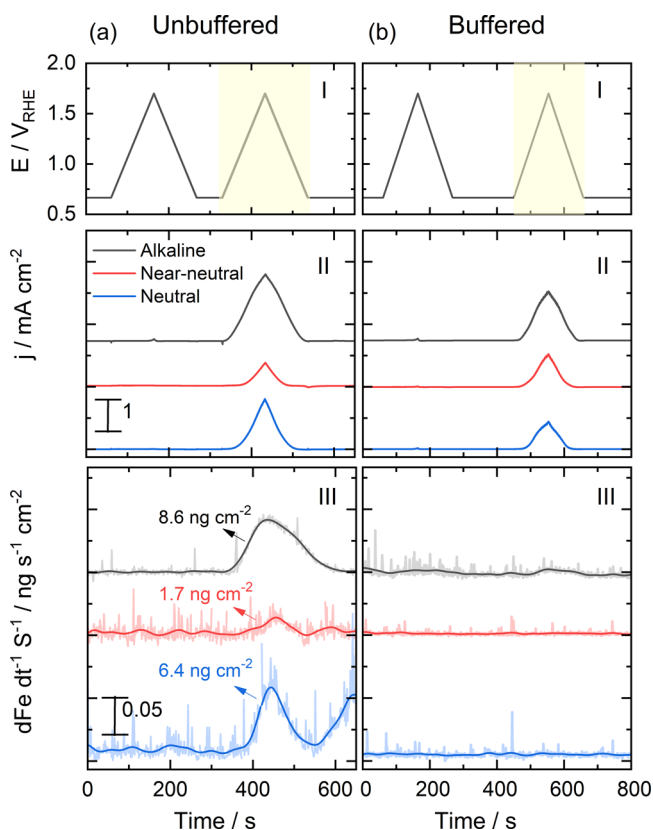 (a) Unbuffered
(b) Buffered
E / V_RHE
2.0
1.5
1.0
0.5
I
I
j / mA cm⁻²
Alkaline
Near-neutral
Neutral
II
II
1
dFe dt⁻¹ S⁻¹ / ng s⁻¹ cm⁻²
III
III
8.6 ng cm⁻²
1.7 ng cm⁻²
6.4 ng cm⁻²
0.05
0 200 400 600
0 200 400 600 800
Time / s
Time / s